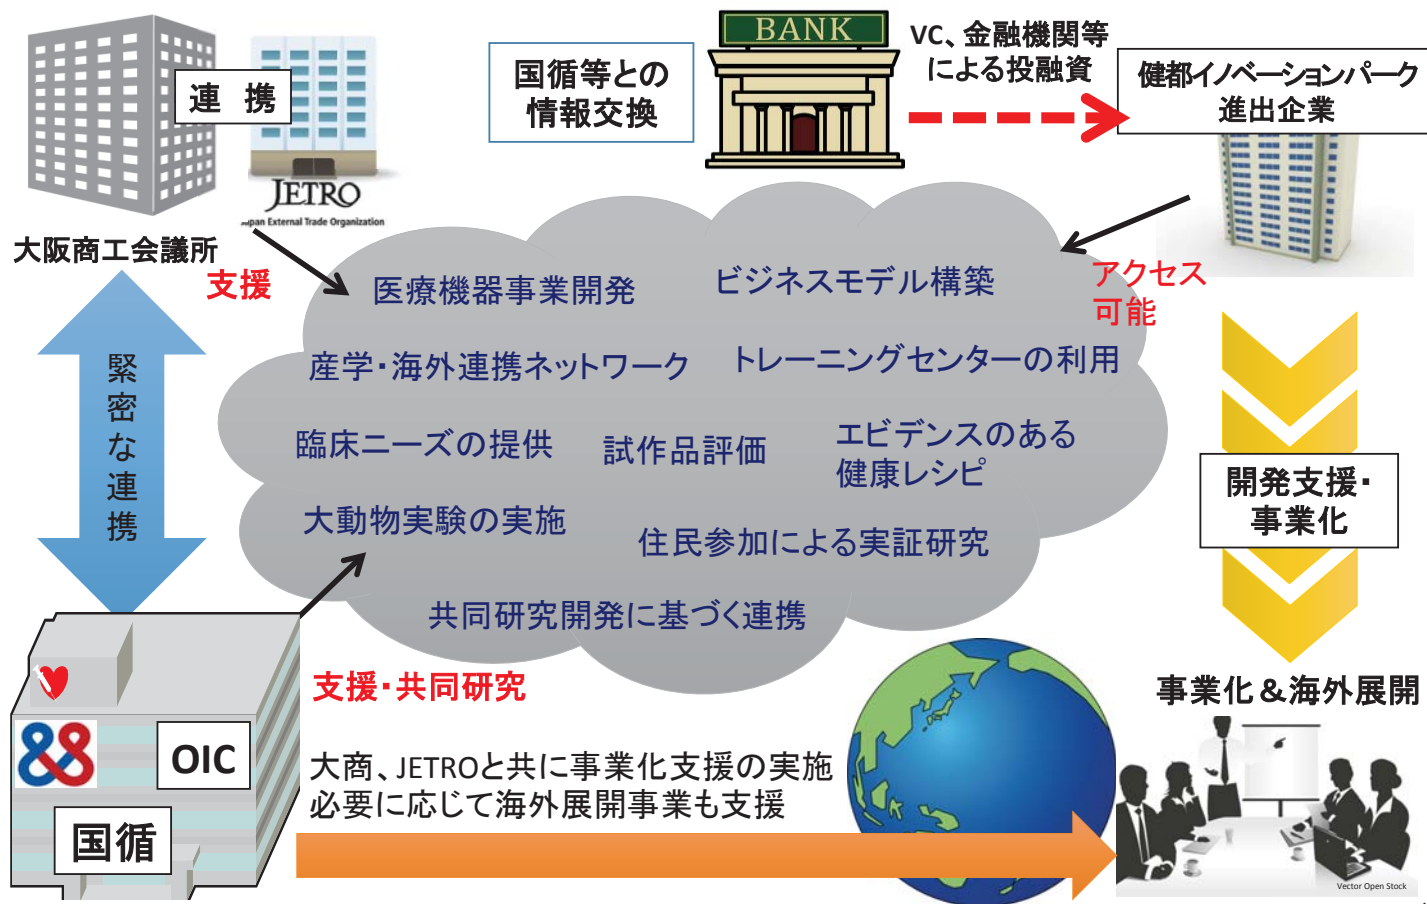 連 携
JETRO
Japan External Trade Organization
大阪商工会議所
国循等との
情報交換
BANK
VC、金融機関等
による投融資
健都イノベーションパーク
進出企業
支援
アクセス
可能
医療機器事業開発
ビジネスモデル構築
産学・海外連携ネットワーク
トレーニングセンターの利用
臨床ニーズの提供
試作品評価
エビデンスのある
健康レシピ
大動物実験の実施
住民参加による実証研究
共同研究開発に基づく連携
緊密な連携
開発支援・
事業化
支援・共同研究
事業化＆海外展開
OIC
国循
大商、JETROと共に事業化支援の実施
必要に応じて海外展開事業も支援
Vector Open Stock